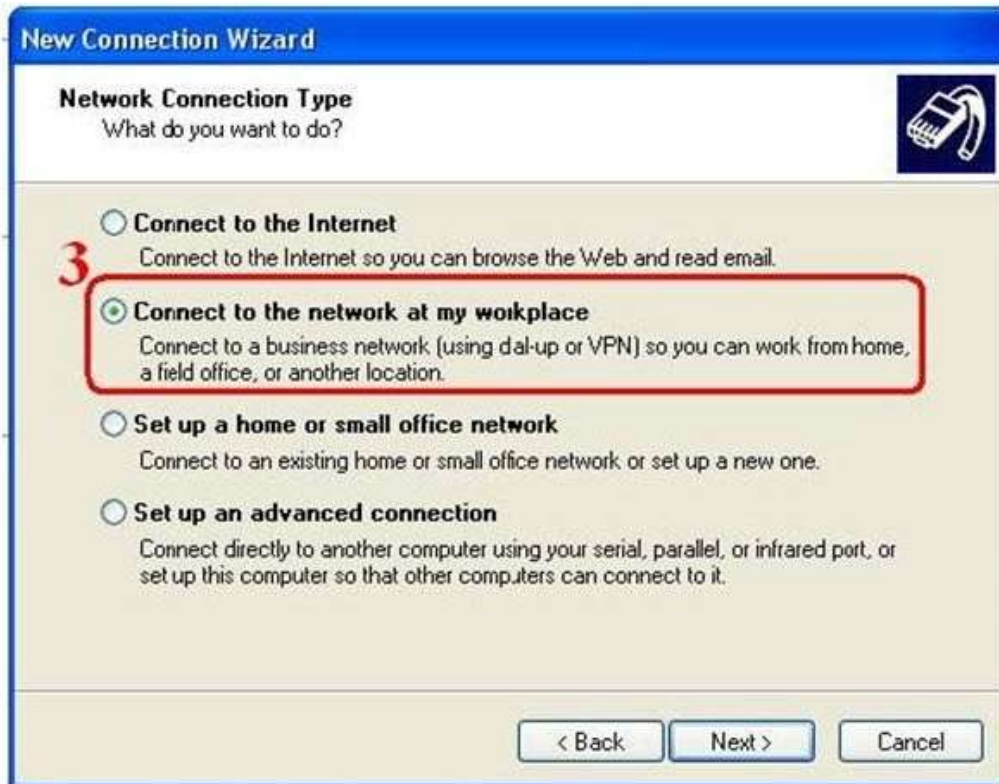 New Connection Wizard
Network Connection Type
What do you want to do?
Connect to the Internet
3
Connect to the Internet so you can browse the Web and read email.
Connect to the network at my workplace
Connect to a business network (using dial-up or VPN) so you can work from home,
a field office, or another location.
Set up a home or small office network
Connect to an existing home or small office network or set up a new one.
Set up an advanced connection
Connect directly to another computer using your serial, parallel, or infrared port, or
set up this computer so that other computers can connect to it.
< Back
Next >
Cancel